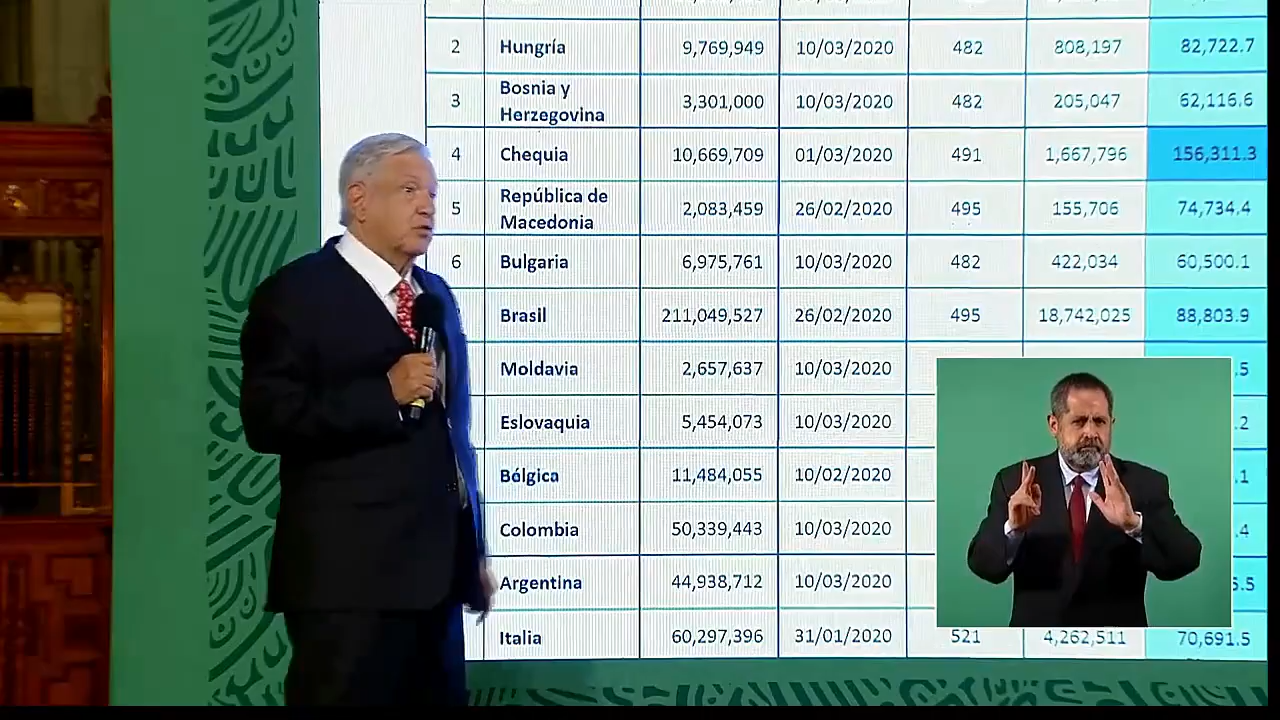 2 Hungría 9,769,949 10/03/2020 482 808,197 82,722.7
3 Bosnia y Herzegovina 3,301,000 10/03/2020 482 205,047 62,116.6
4 Chequia 10,669,709 01/03/2020 491 1,667,796 156,311.3
5 República de Macedonia 2,083,459 26/02/2020 495 155,706 74,734.4
6 Bulgaria 6,975,761 10/03/2020 482 422,034 60,500.1
Brasil 211,049,527 26/02/2020 495 18,742,025 88,803.9
Moldavia 2,657,637 10/03/2020 .5
Eslovaquia 5,454,073 10/03/2020 .2
Bélgica 11,484,055 10/02/2020 .1
Colombia 50,339,443 10/03/2020 .4
Argentina 44,938,712 10/03/2020 5.5
Italia 60,297,396 31/01/2020 521 4,262,511 70,691.5